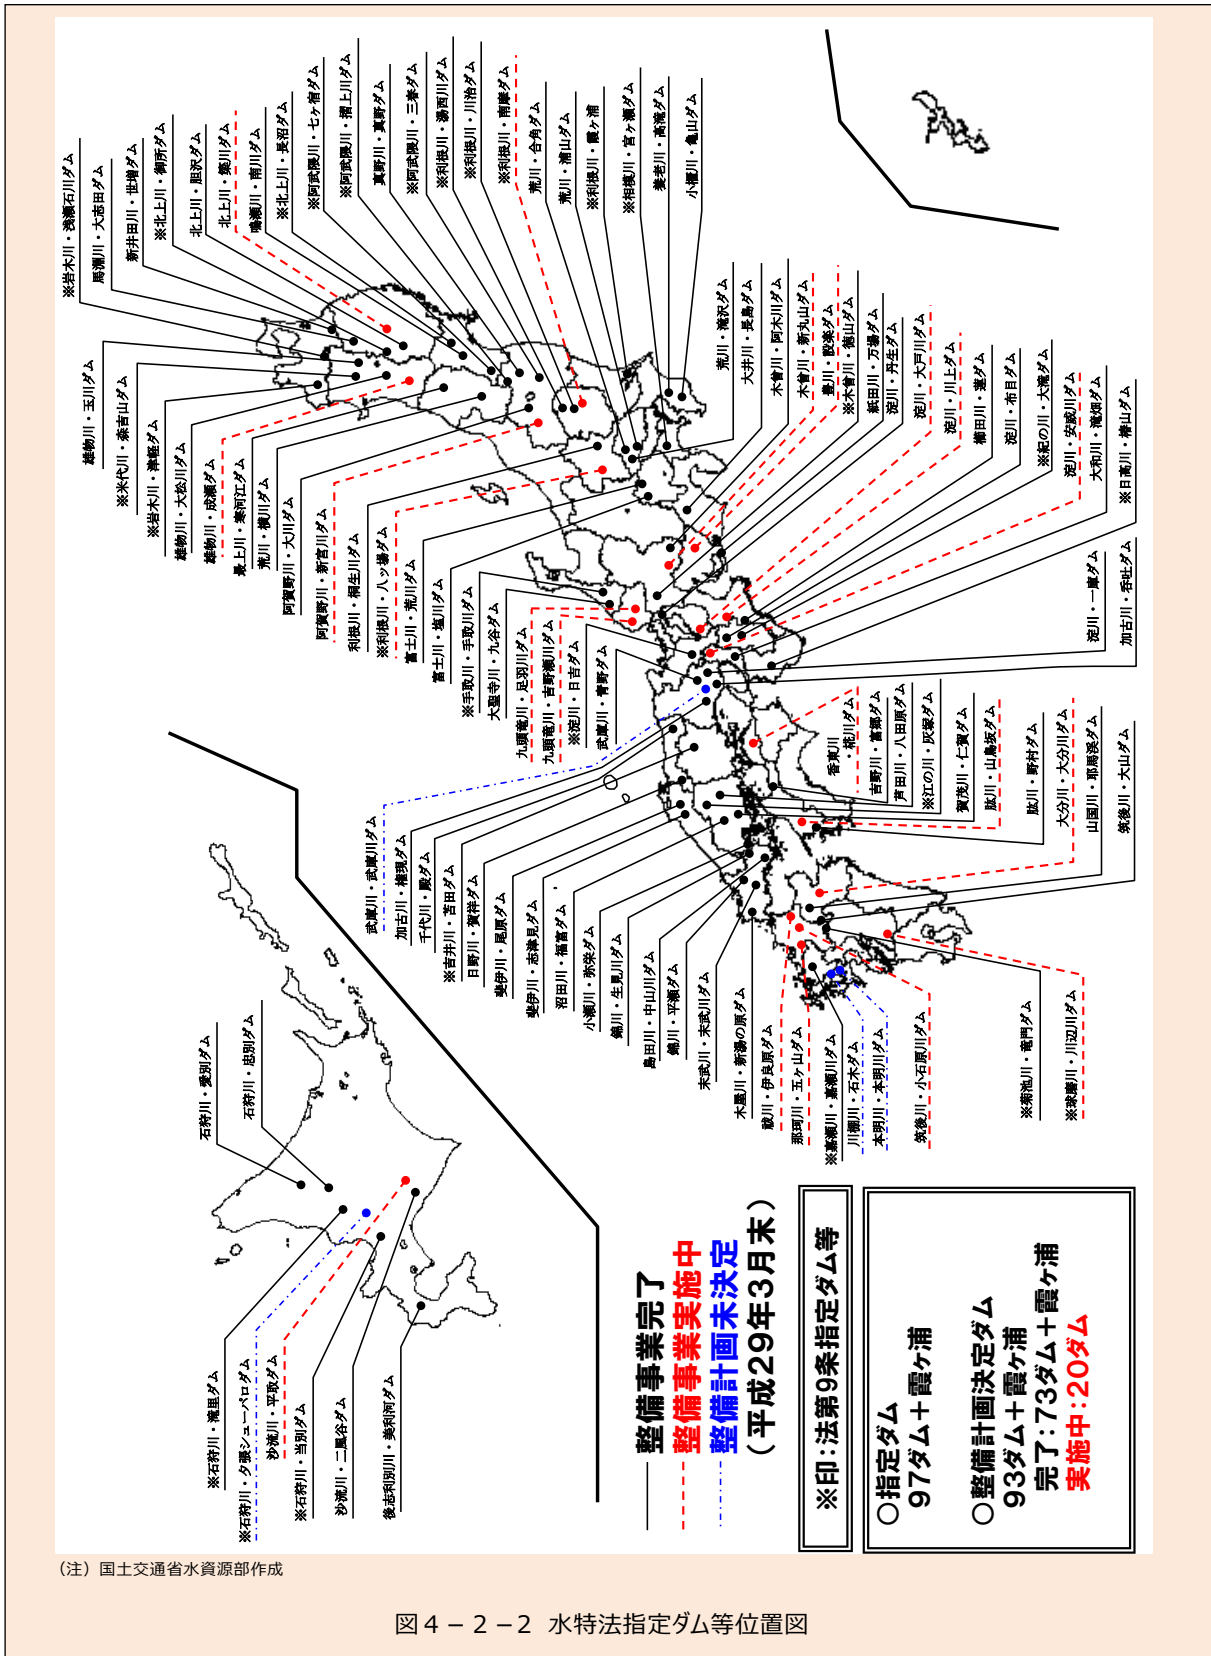 ※岩木川・浅瀬石川ダム
馬淵川・大志田ダム
新井田川・世増ダム
※北上川・御所ダム
北上川・胆沢ダム
北上川・簗川ダム
鳴瀬川・南川ダム
※北上川・長沼ダム
※阿武隈川・七ヶ宿ダム
※阿武隈川・摺上川ダム
真野川・真野ダム
※阿武隈川・三春ダム
※利根川・湯西川ダム
※利根川・川治ダム
※利根川・南摩ダム
荒川・合角ダム
荒川・浦山ダム
※利根川・霞ヶ浦
※相模川・宮ヶ瀬ダム
養老川・高滝ダム
小櫃川・亀山ダム
雄物川・玉川ダム
※米代川・森吉山ダム
※岩木川・津軽ダム
雄物川・大松川ダム
雄物川・成瀬ダム
最上川・寒河江ダム
荒川・横川ダム
阿賀野川・大川ダム
阿賀野川・新宮川ダム
利根川・桐生川ダム
※利根川・八ッ場ダム
富士川・荒川ダム
富士川・塩川ダム
※手取川・手取川ダム
大聖寺川・九谷ダム
九頭竜川・足羽川ダム
九頭竜川・吉野瀬川ダム
※淀川・日吉ダム
武庫川・青野ダム
荒川・滝沢ダム
大井川・長島ダム
木曾川・阿木川ダム
木曾川・新丸山ダム
豊川・設楽ダム
※木曾川・徳山ダム
紙田川・万場ダム
淀川・丹生ダム
淀川・大戸川ダム
淀川・川上ダム
櫛田川・蓮ダム
淀川・布目ダム
※紀の川・大滝ダム
淀川・安威川ダム
大和川・滝畑ダム
※日高川・椿山ダム
淀川・一庫ダム
加古川・呑吐ダム
香東川
・椛川ダム
吉野川・富郷ダム
芦田川・八田原ダム
※江の川・灰塚ダム
賀茂川・仁賀ダム
肱川・山鳥坂ダム
肱川・野村ダム
大分川・大分川ダム
山国川・耶馬渓ダム
筑後川・大山ダム
武庫川・武庫川ダム
加古川・権現ダム
千代川・殿ダム
※吉井川・苫田ダム
日野川・賀祥ダム
斐伊川・尾原ダム
斐伊川・志津見ダム
沼田川・福富ダム
小瀬川・弥栄ダム
錦川・生見川ダム
島田川・中山川ダム
錦川・平瀬ダム
末武川・末武川ダム
木屋川・新湯の原ダム
祓川・伊良原ダム
那珂川・五ヶ山ダム
※嘉瀬川・嘉瀬川ダム
川棚川・石木ダム
本明川・本明川ダム
筑後川・小石原川ダム
※菊池川・竜門ダム
※球磨川・川辺川ダム
石狩川・愛別ダム
石狩川・忠別ダム
※石狩川・滝里ダム
※石狩川・夕張シューパロダム
沙流川・平取ダム
※石狩川・当別ダム
沙流川・二風谷ダム
後志利別川・美利河ダム
整備事業完了
整備事業実施中
整備計画未決定
（平成29年3月末）
※印：法第9条指定ダム等
○指定ダム
97ダム＋霞ヶ浦
○整備計画決定ダム
93ダム＋霞ヶ浦
完了：73ダム＋霞ヶ浦
実施中：20ダム
（注）国土交通省水資源部作成
図４－２－２ 水特法指定ダム等位置図